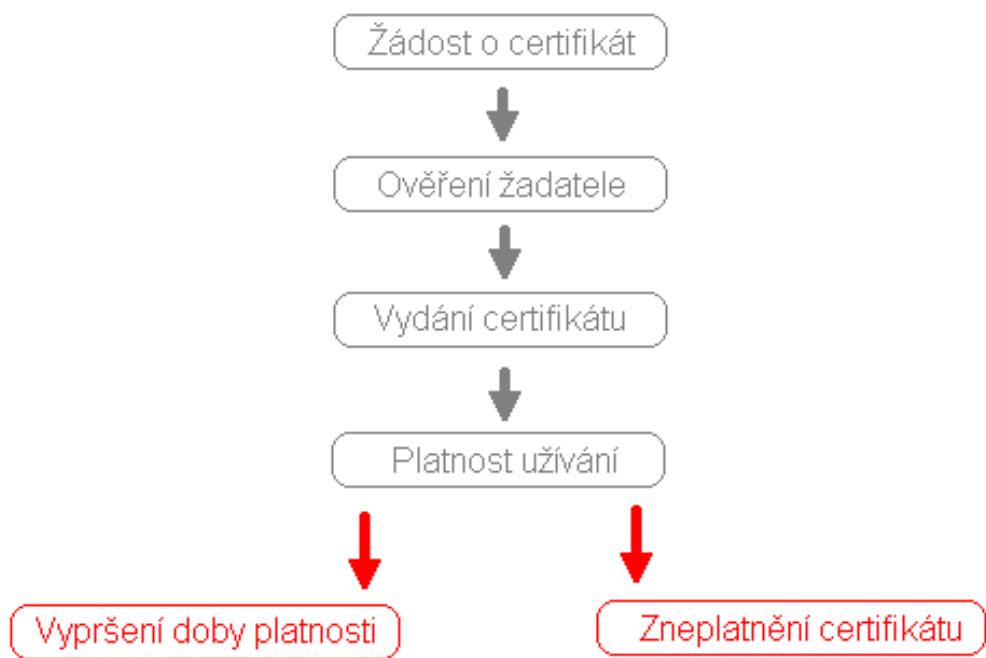 Žádost o certifikát
Ověření žadatele
Vydání certifikátu
Platnost užívání
Vypršení doby platnosti
Zneplatnění certifikátu